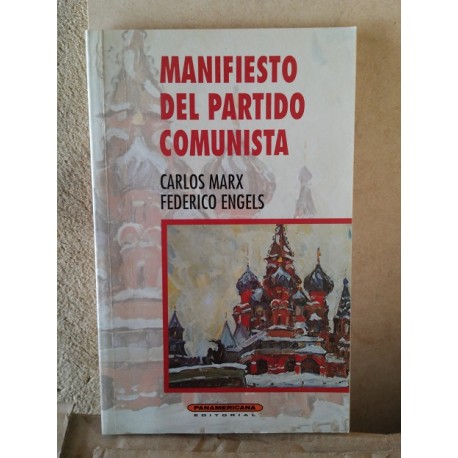 MANIFIESTO
DEL PARTIDO
COMUNISTA
CARLOS MARX
FEDERICO ENGELS
PANAMERICANA
EDITORIAL